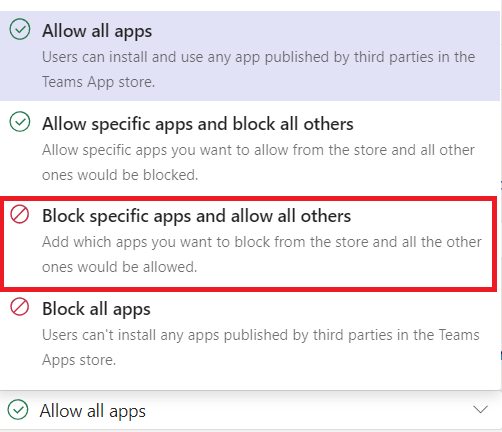 Allow all apps
Users can install and use any app published by third parties in the
Teams App store.
Allow specific apps and block all others
Allow specific apps you want to allow from the store and all other
ones would be blocked.
Block specific apps and allow all others
Add which apps you want to block from the store and all the other
ones would be allowed.
Block all apps
Users can't install any apps published by third parties in the Teams
Apps store.
Allow all apps